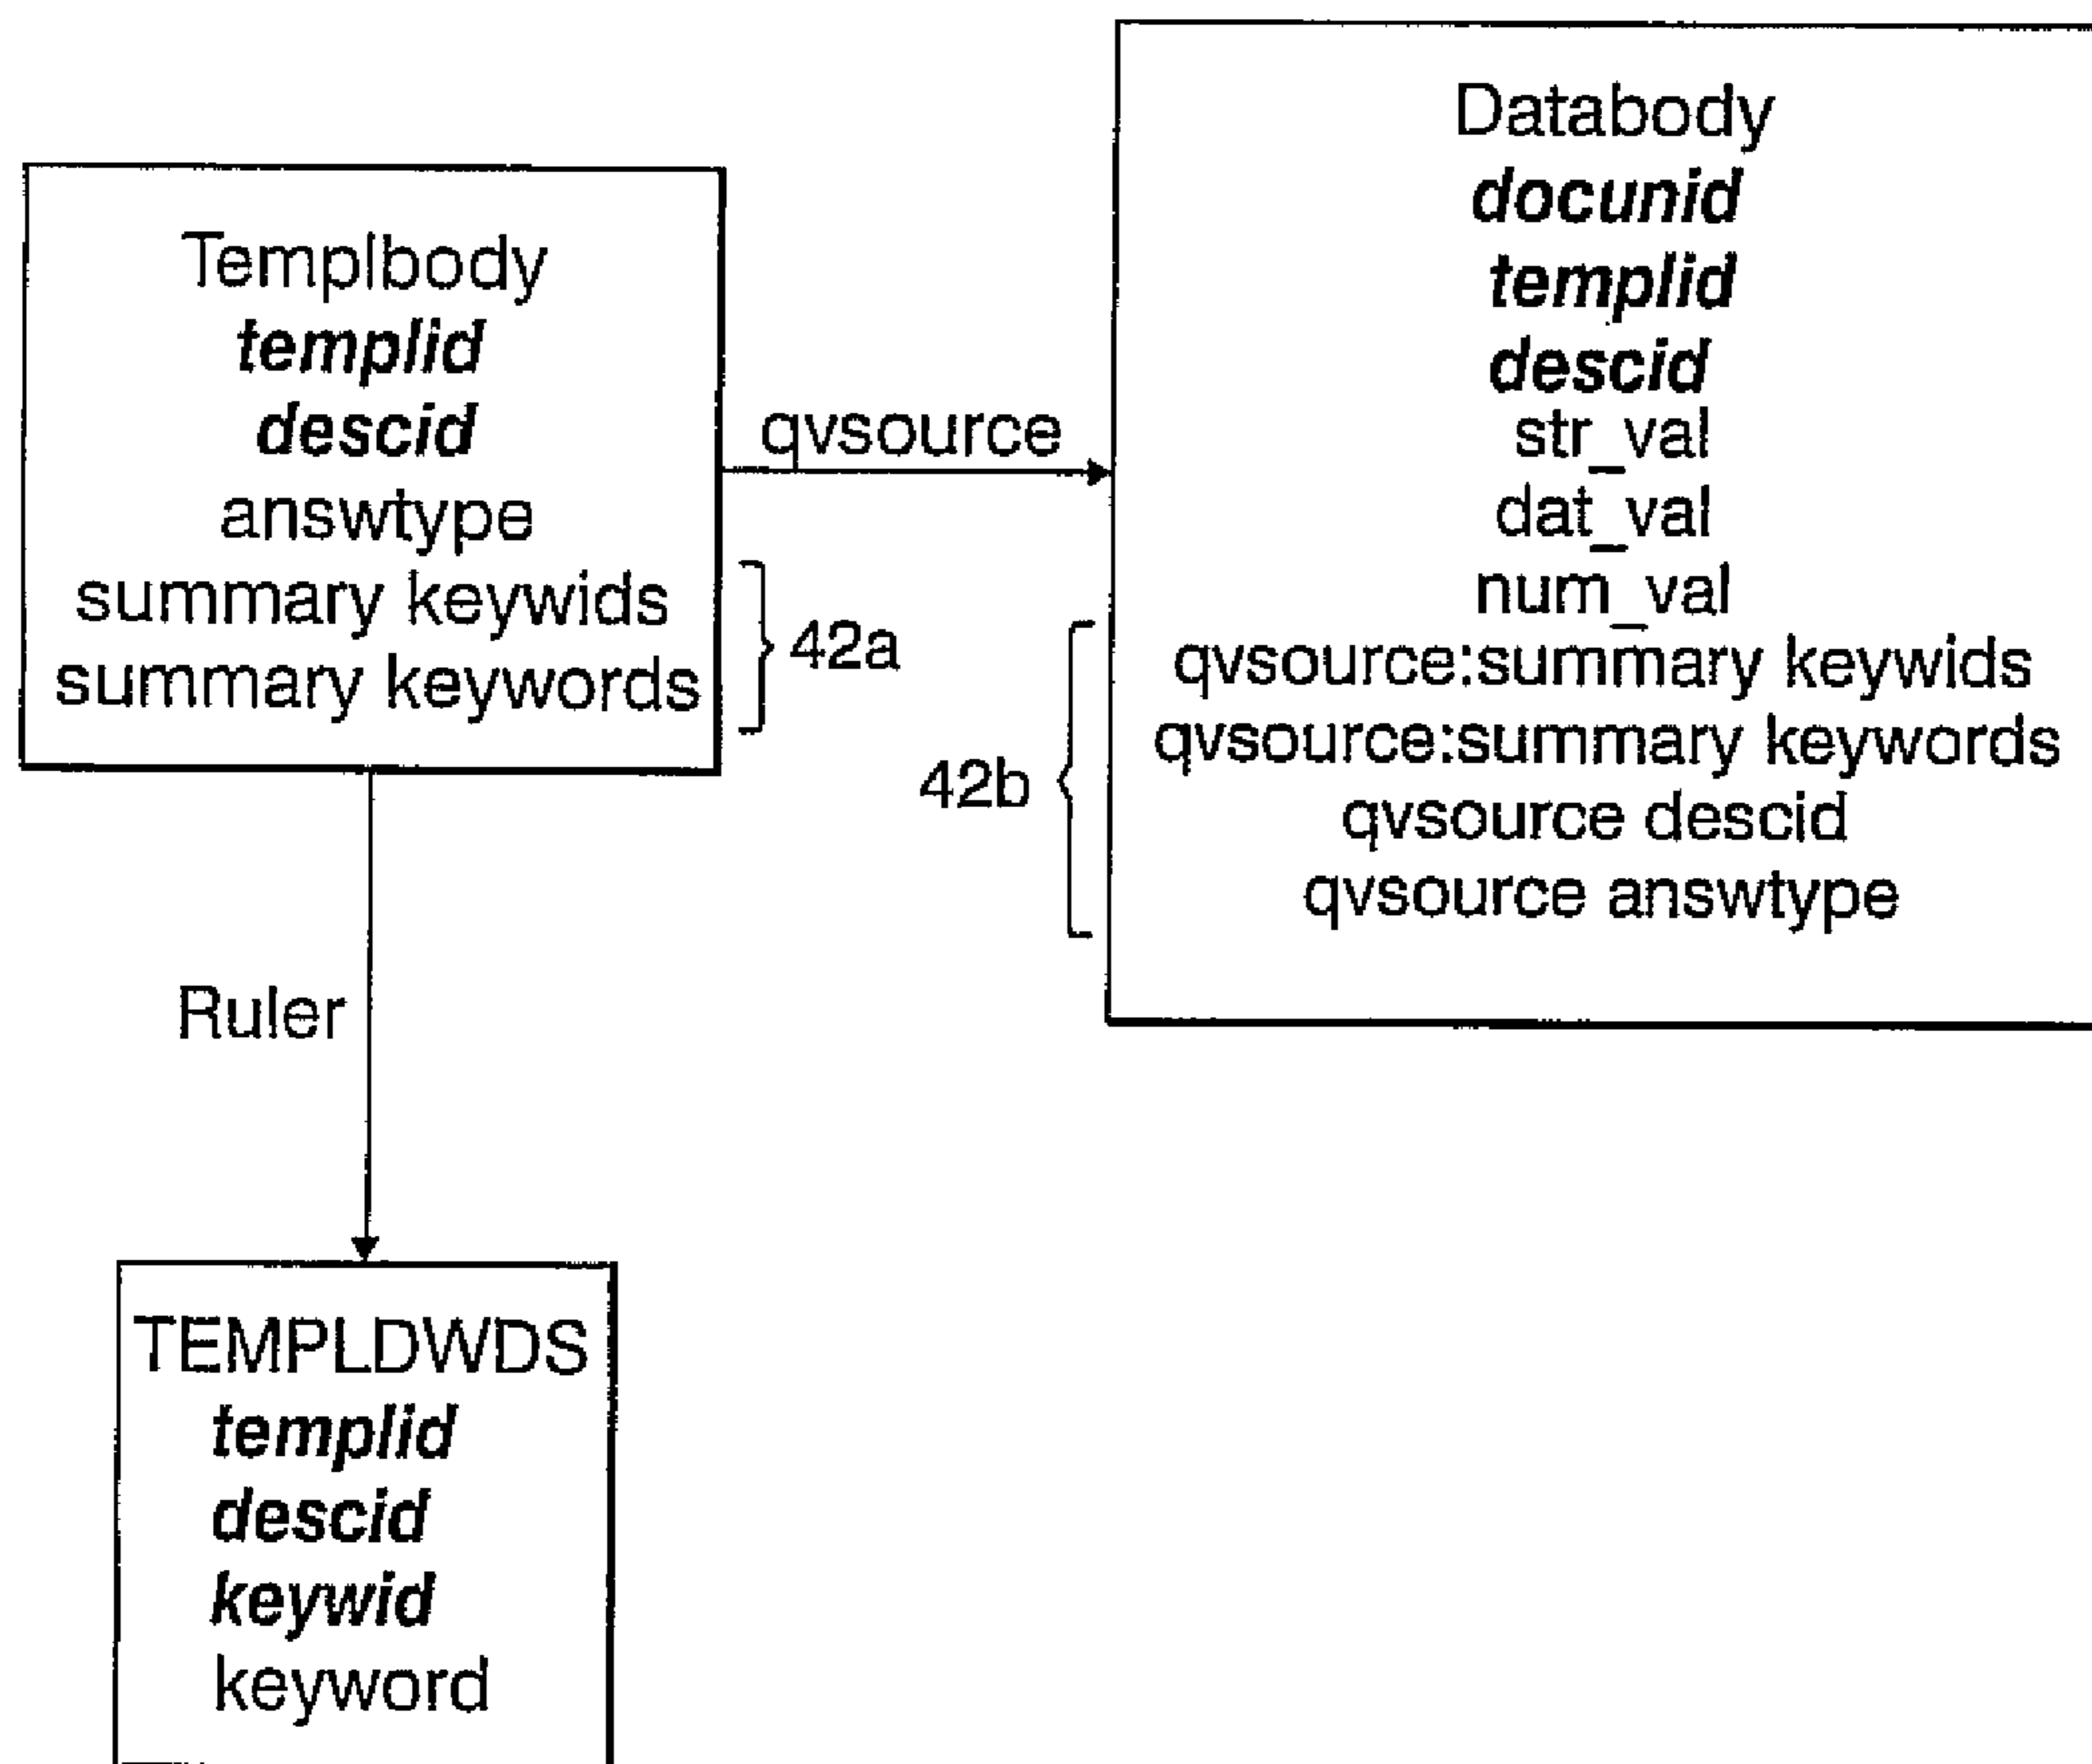 Templbody
templid
descid
answtype
summary keywids
summary keywords
42a
qvsource
Databody
docunid
templid
descid
str_val
dat_val
num_val
qvsource:summary keywids
qvsource:summary keywords
qvsource descid
qvsource answtype
42b
Ruler
TEMPLDWDS
templid
descid
keywid
keyword